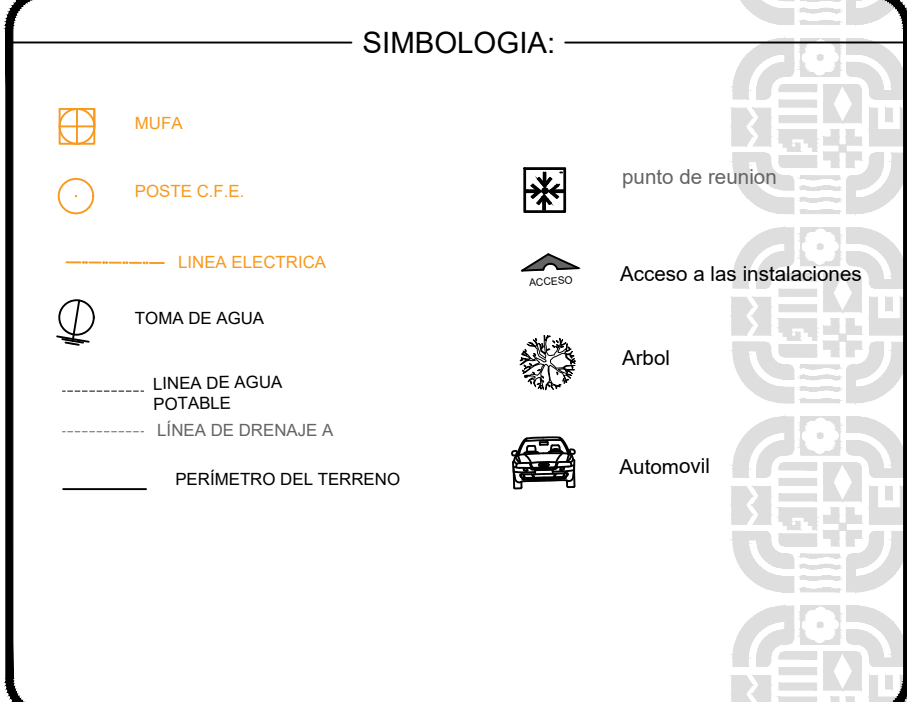 SIMBOLOGIA:
MUFA
POSTE C.F.E.
LINEA ELECTRICA
TOMA DE AGUA
LINEA DE AGUA
POTABLE
LÍNEA DE DRENAJE A
PERÍMETRO DEL TERRENO
punto de reunion
ACCESO
Acceso a las instalaciones
Arbol
Automovil